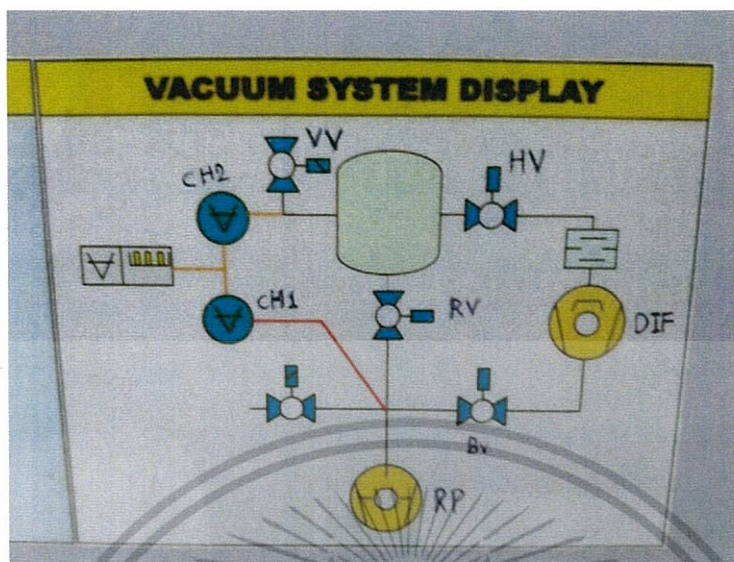 VACUUM SYSTEM DISPLAY
VV
HV
CH2
CH1
RV
DIF
Bv
RP